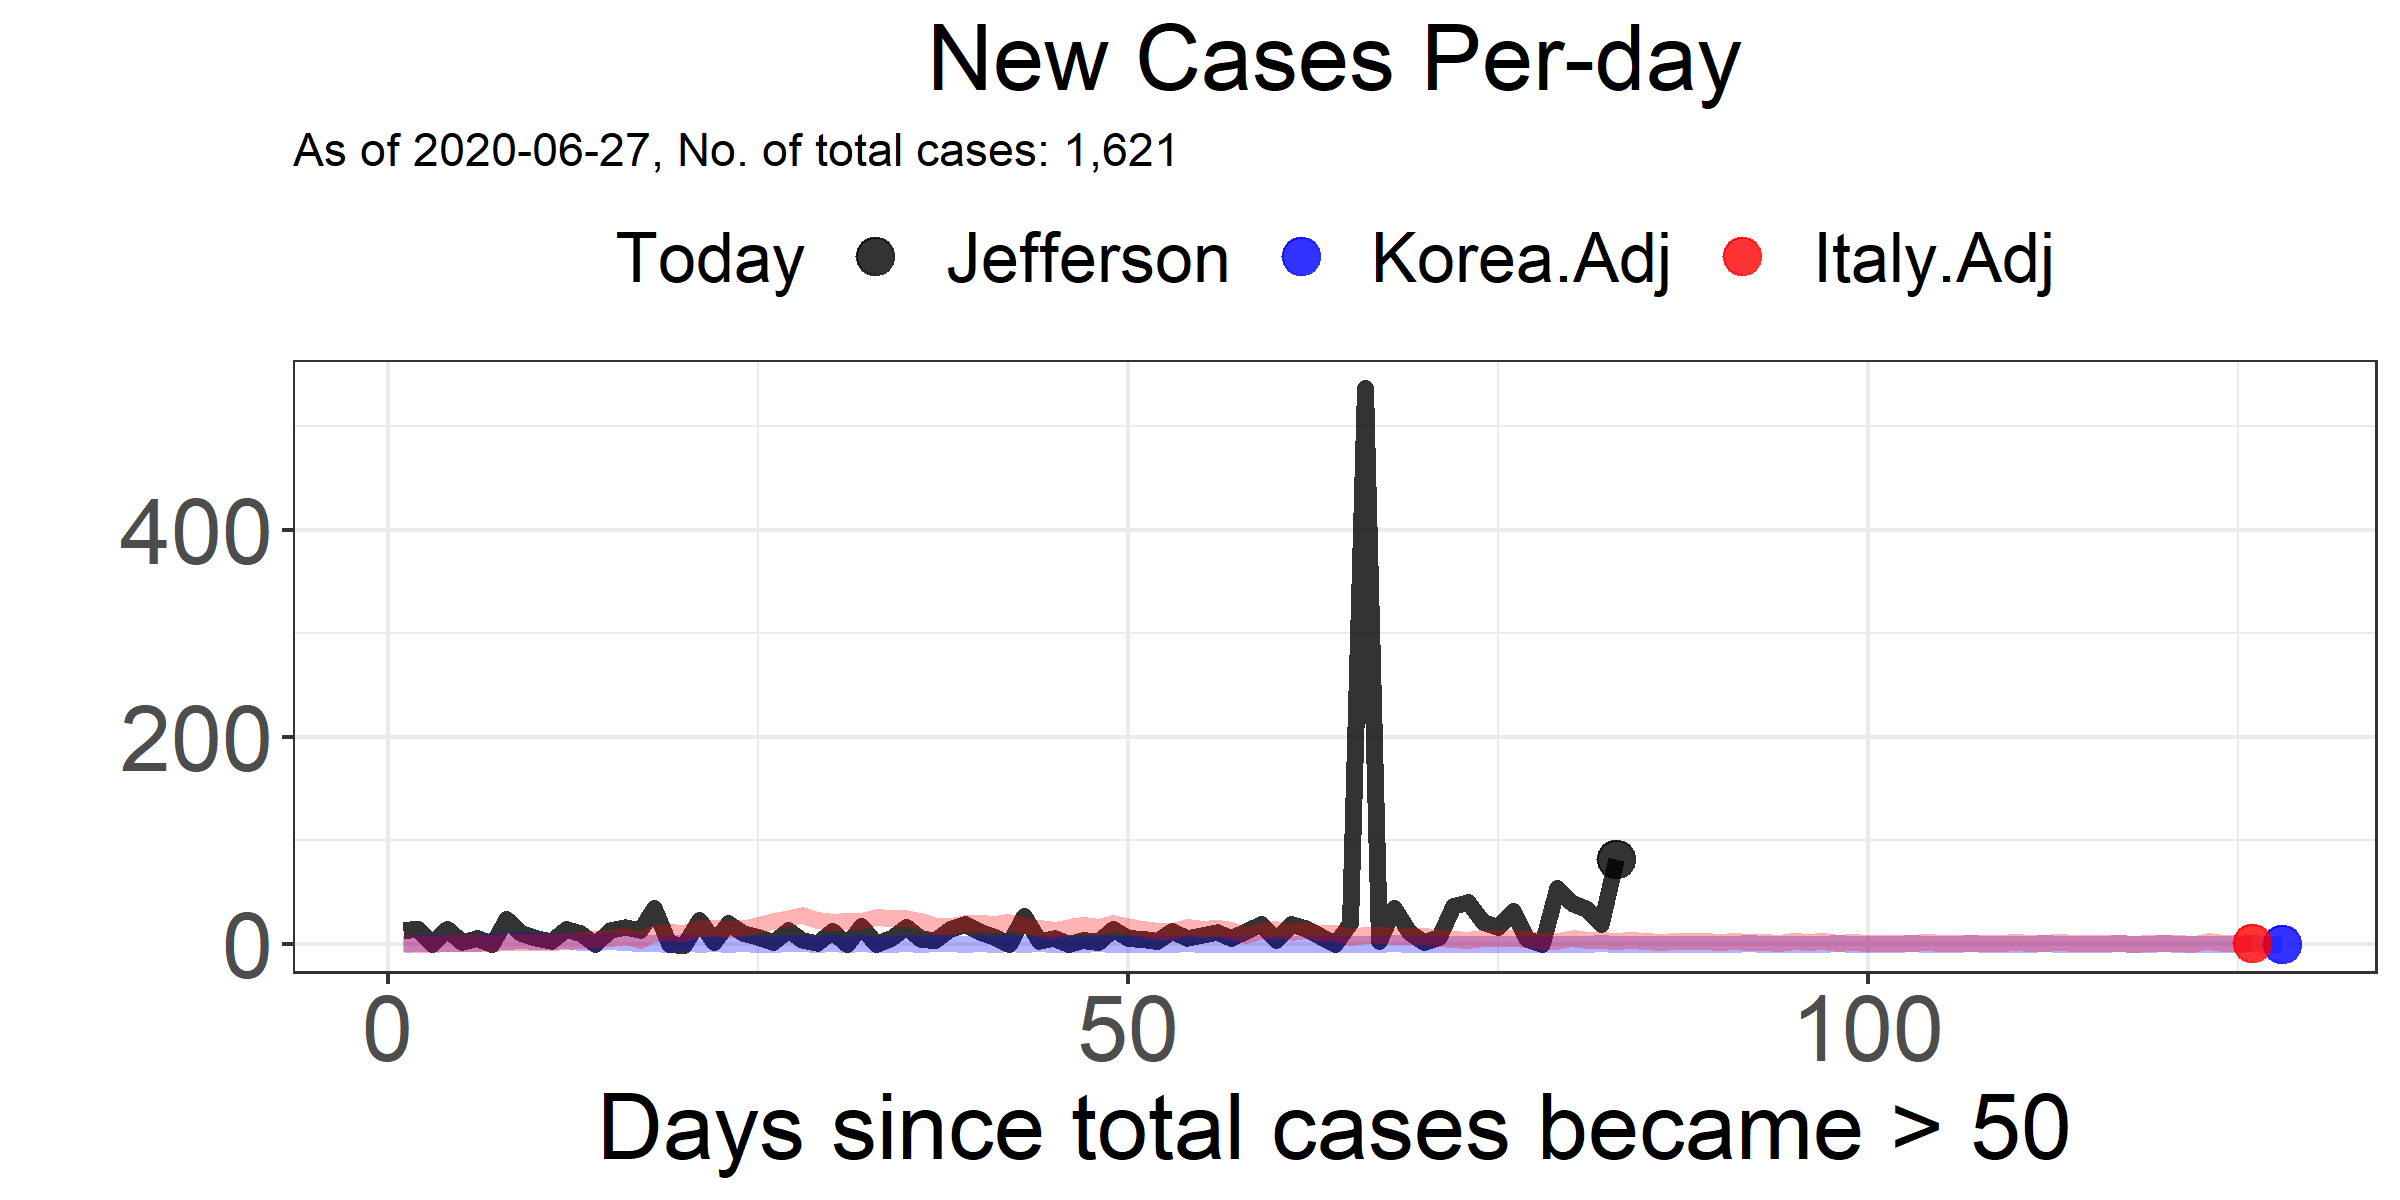 New Cases Per-day
As of 2020-06-27, No. of total cases: 1,621
Today Jefferson Korea.Adj Italy.Adj
400
200
0
0 50 100
Days since total cases became > 50